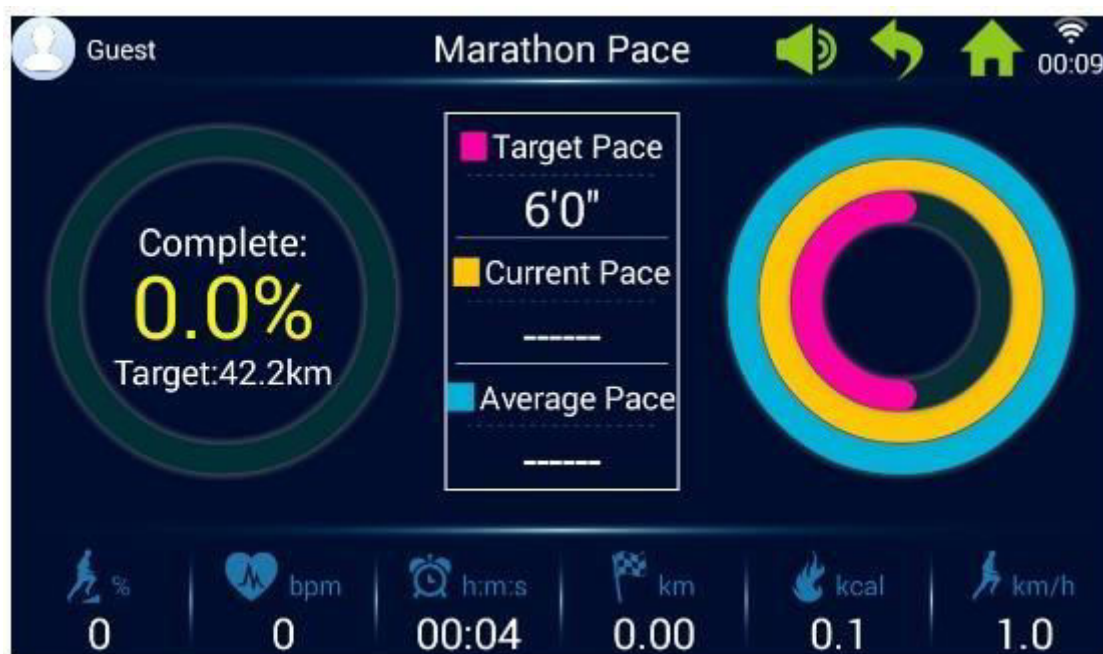 Guest
Marathon Pace
00:09
Complete:
0.0%
Target:42.2km
Target Pace
6'0"
Current Pace
------
Average Pace
------
% bpm h:m:s km kcal km/h
0 0 00:04 0.00 0.1 1.0